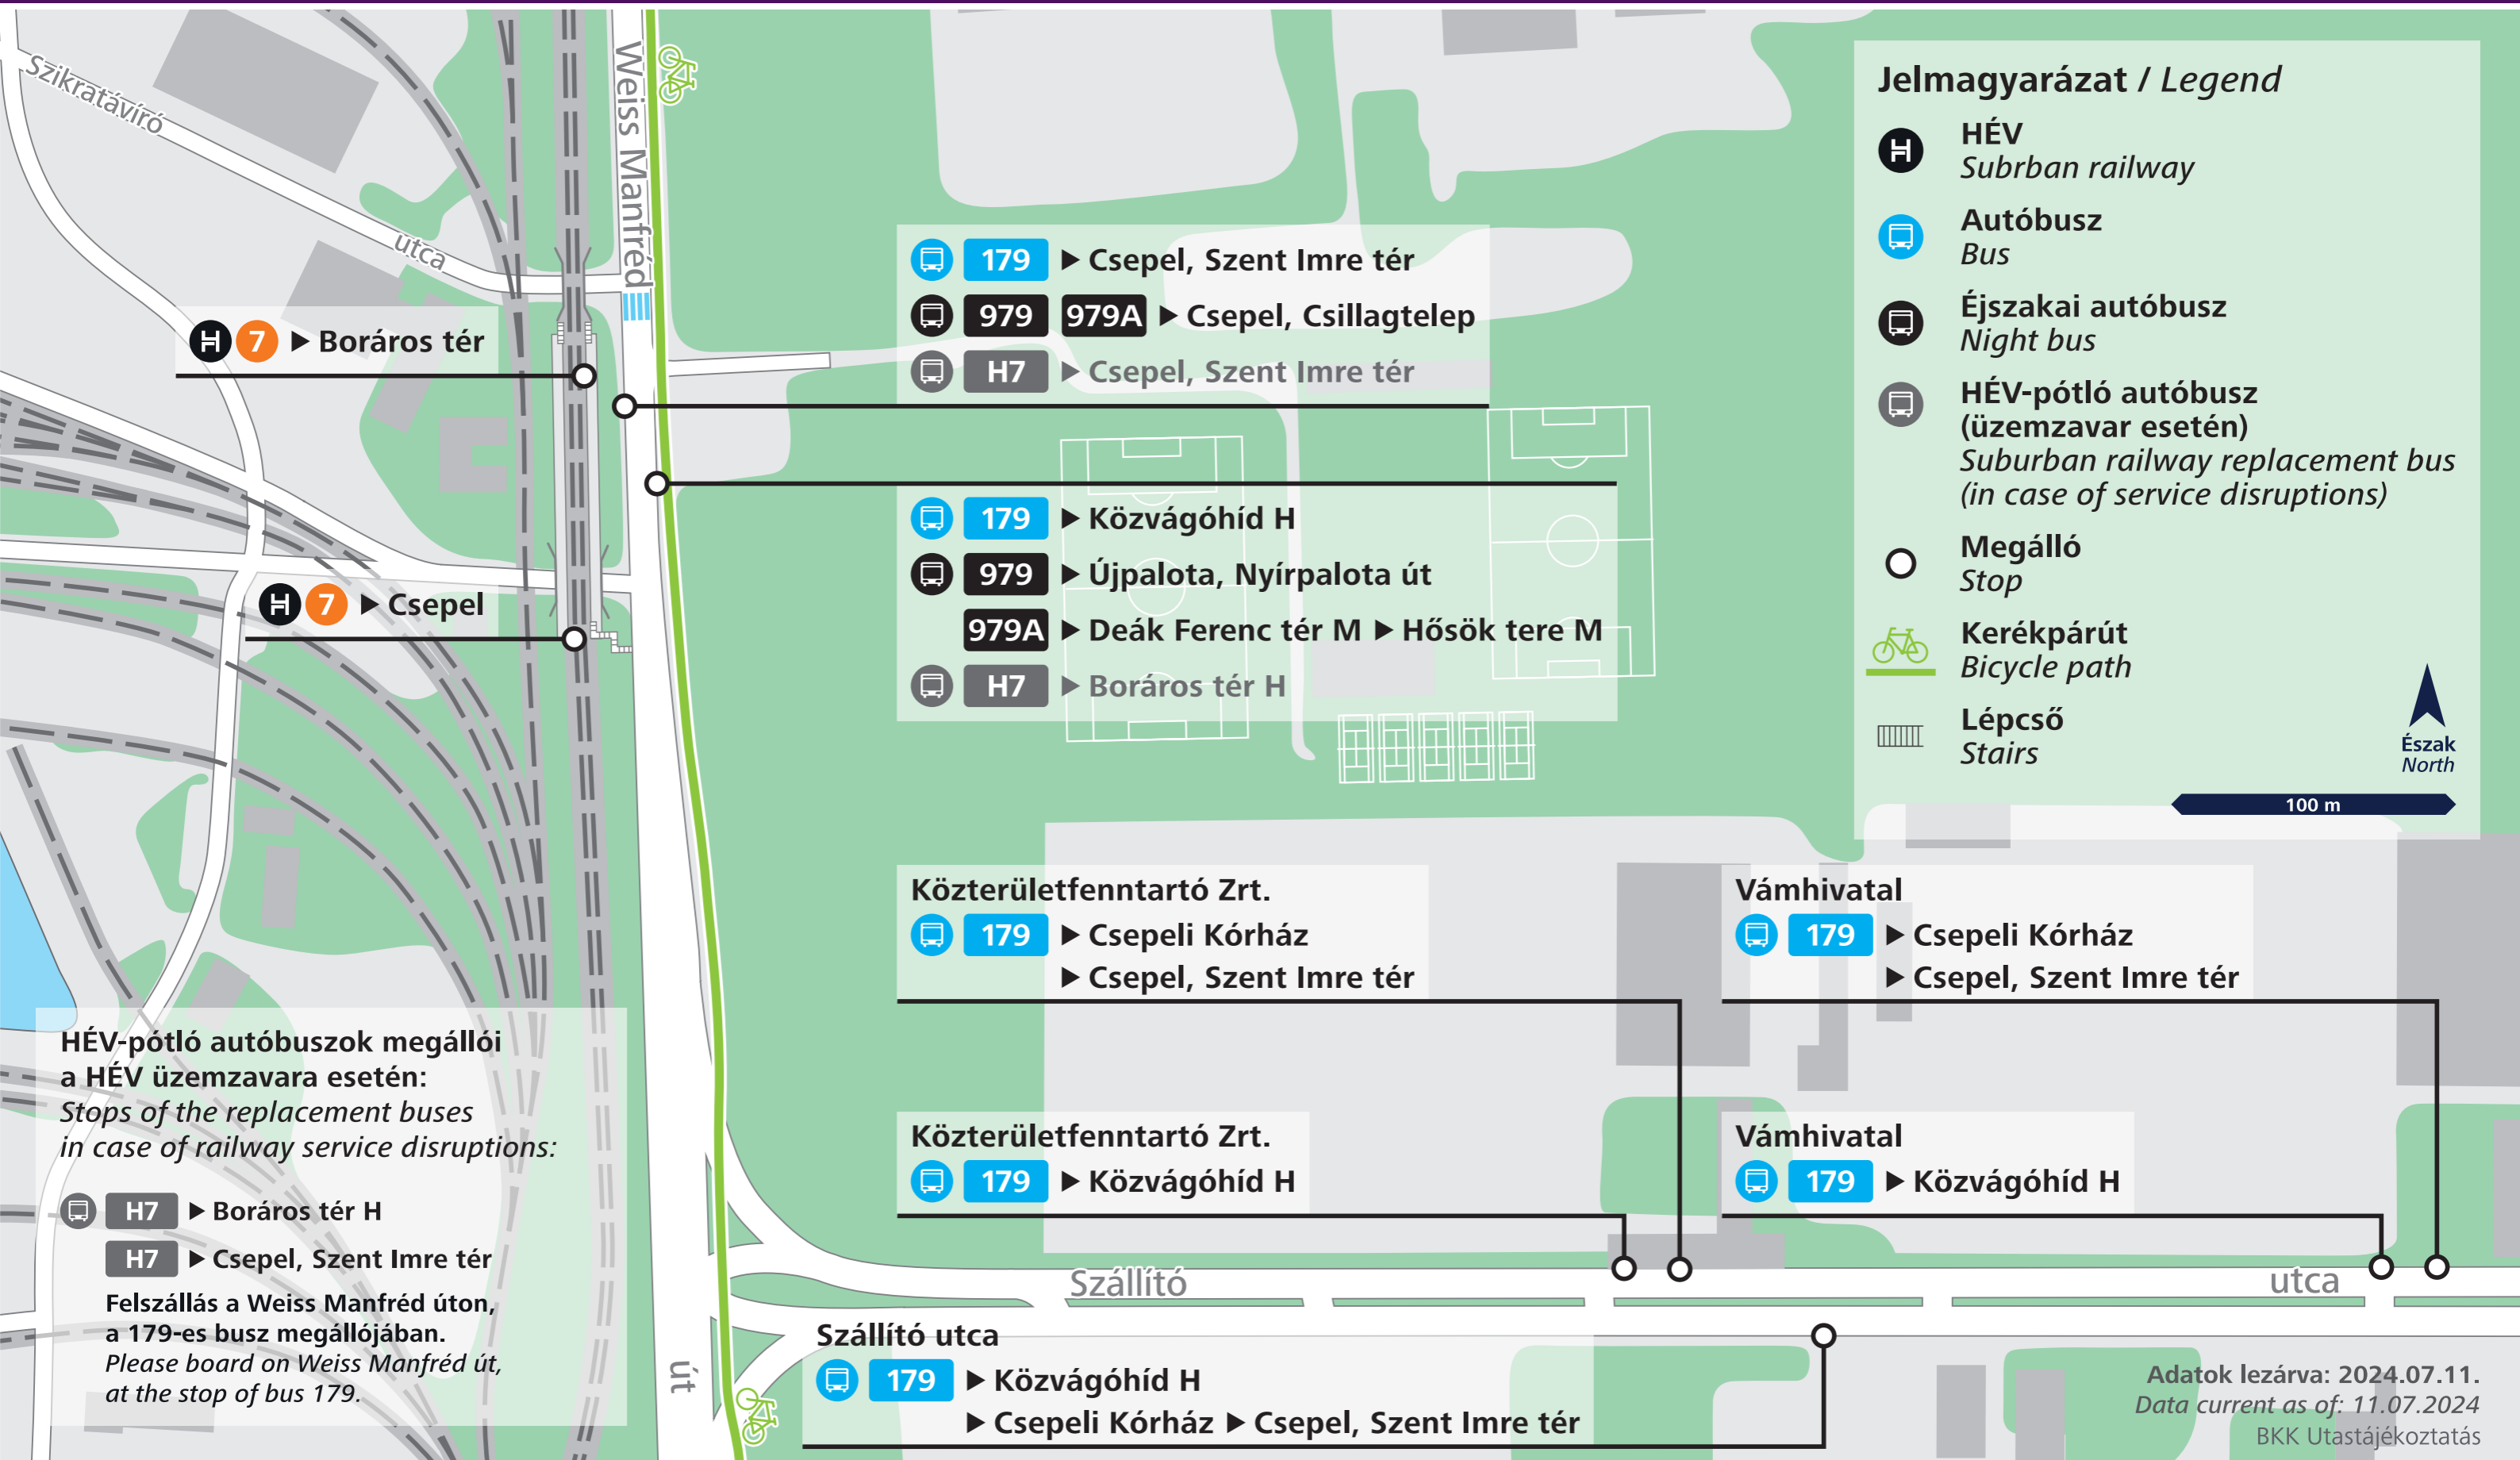 Szikratávíró
utca
Weiss Manfréd
H 7 ▶ Boráros tér
179 ▶ Csepel, Szent Imre tér
979 979A ▶ Csepel, Csillagtelep
H7 ▶ Csepel, Szent Imre tér
179 ▶ Közvágóhíd H
979 ▶ Újpalota, Nyírpalota út
979A ▶ Deák Ferenc tér M ▶ Hősök tere M
H7 ▶ Boráros tér H
H 7 ▶ Csepel
Jelmagyarázat / Legend
H HÉV
Subrban railway
Autóbusz
Bus
Éjszakai autóbusz
Night bus
HÉV-pótló autóbusz
(üzemzavar esetén)
Suburban railway replacement bus
(in case of service disruptions)
Megálló
Stop
Kerékpárút
Bicycle path
Lépcső
Stairs
Észak
North
100 m
Közterületfenntartó Zrt.
179 ▶ Csepeli Kórház
▶ Csepel, Szent Imre tér
Vámhivatal
179 ▶ Csepeli Kórház
▶ Csepel, Szent Imre tér
Közterületfenntartó Zrt.
179 ▶ Közvágóhíd H
Vámhivatal
179 ▶ Közvágóhíd H
HÉV-pótló autóbuszok megállói
a HÉV üzemzavara esetén:
Stops of the replacement buses
in case of railway service disruptions:
H7 ▶ Boráros tér H
H7 ▶ Csepel, Szent Imre tér
Felszállás a Weiss Manfréd úton,
a 179-es busz megállójában.
Please board on Weiss Manfréd út,
at the stop of bus 179.
út
Szállító
utca
Szállító utca
179 ▶ Közvágóhíd H
▶ Csepeli Kórház ▶ Csepel, Szent Imre tér
Adatok lezárva: 2024.07.11.
Data current as of: 11.07.2024
BKK Utastájékoztatás